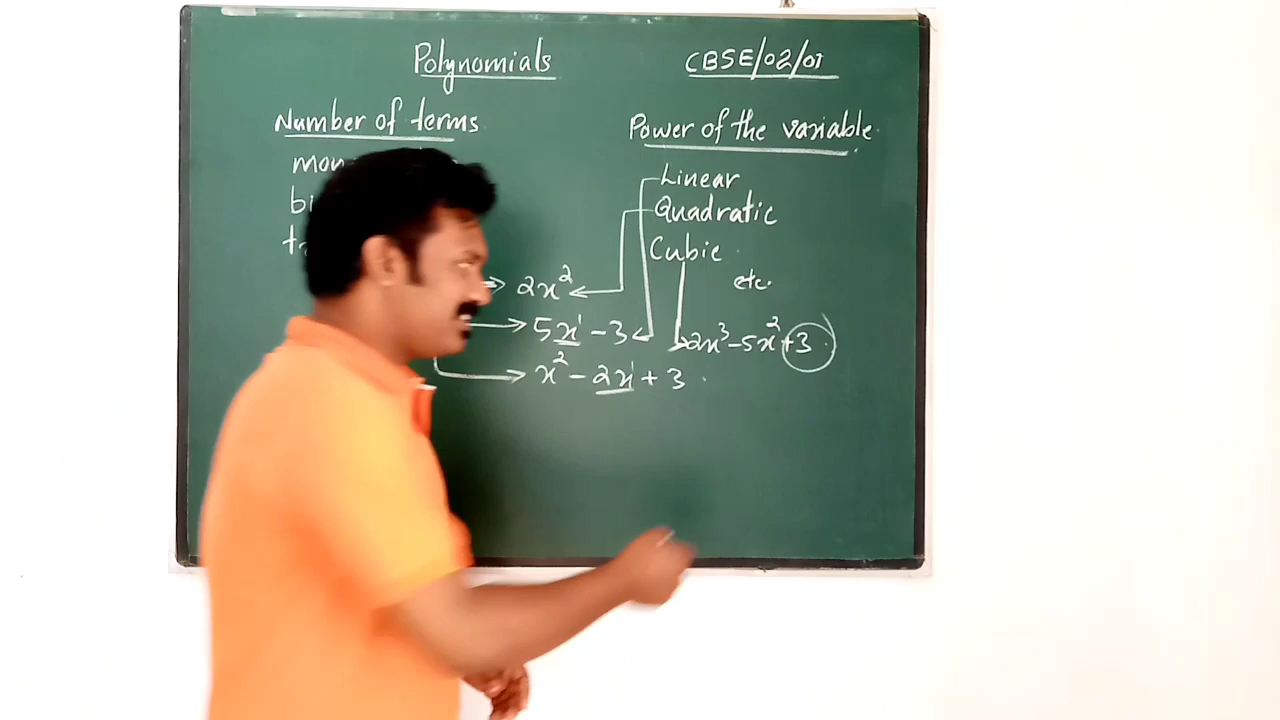 Polynomials
CBSE/02/01
Number of terms
Power of the variable
Linear
Quadratic
Cubic
etc.
2x²
5x¹ - 3
2x³ - 5x² + 3
x² - 2x¹ + 3